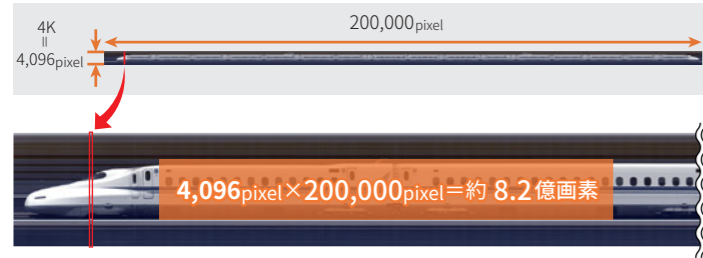 200,000pixel
4K
=
4,096pixel
4,096pixel×200,000pixel=約 8.2億画素